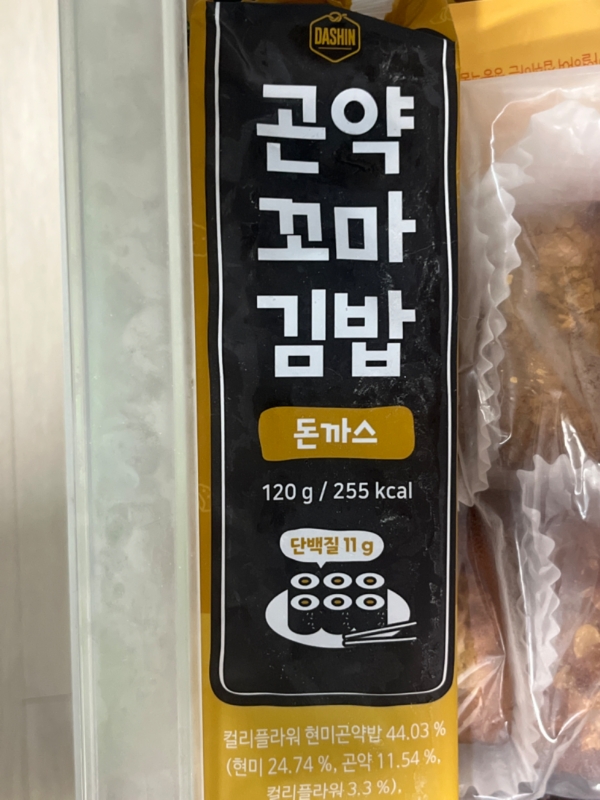 DASHIN
곤약
꼬마
김밥
돈까스
120 g / 255 kcal
단백질 11 g
컬리플라워 현미곤약밥 44.03 %
(현미 24.74 %, 곤약 11.54 %,
컬리플라워 3.3 %),